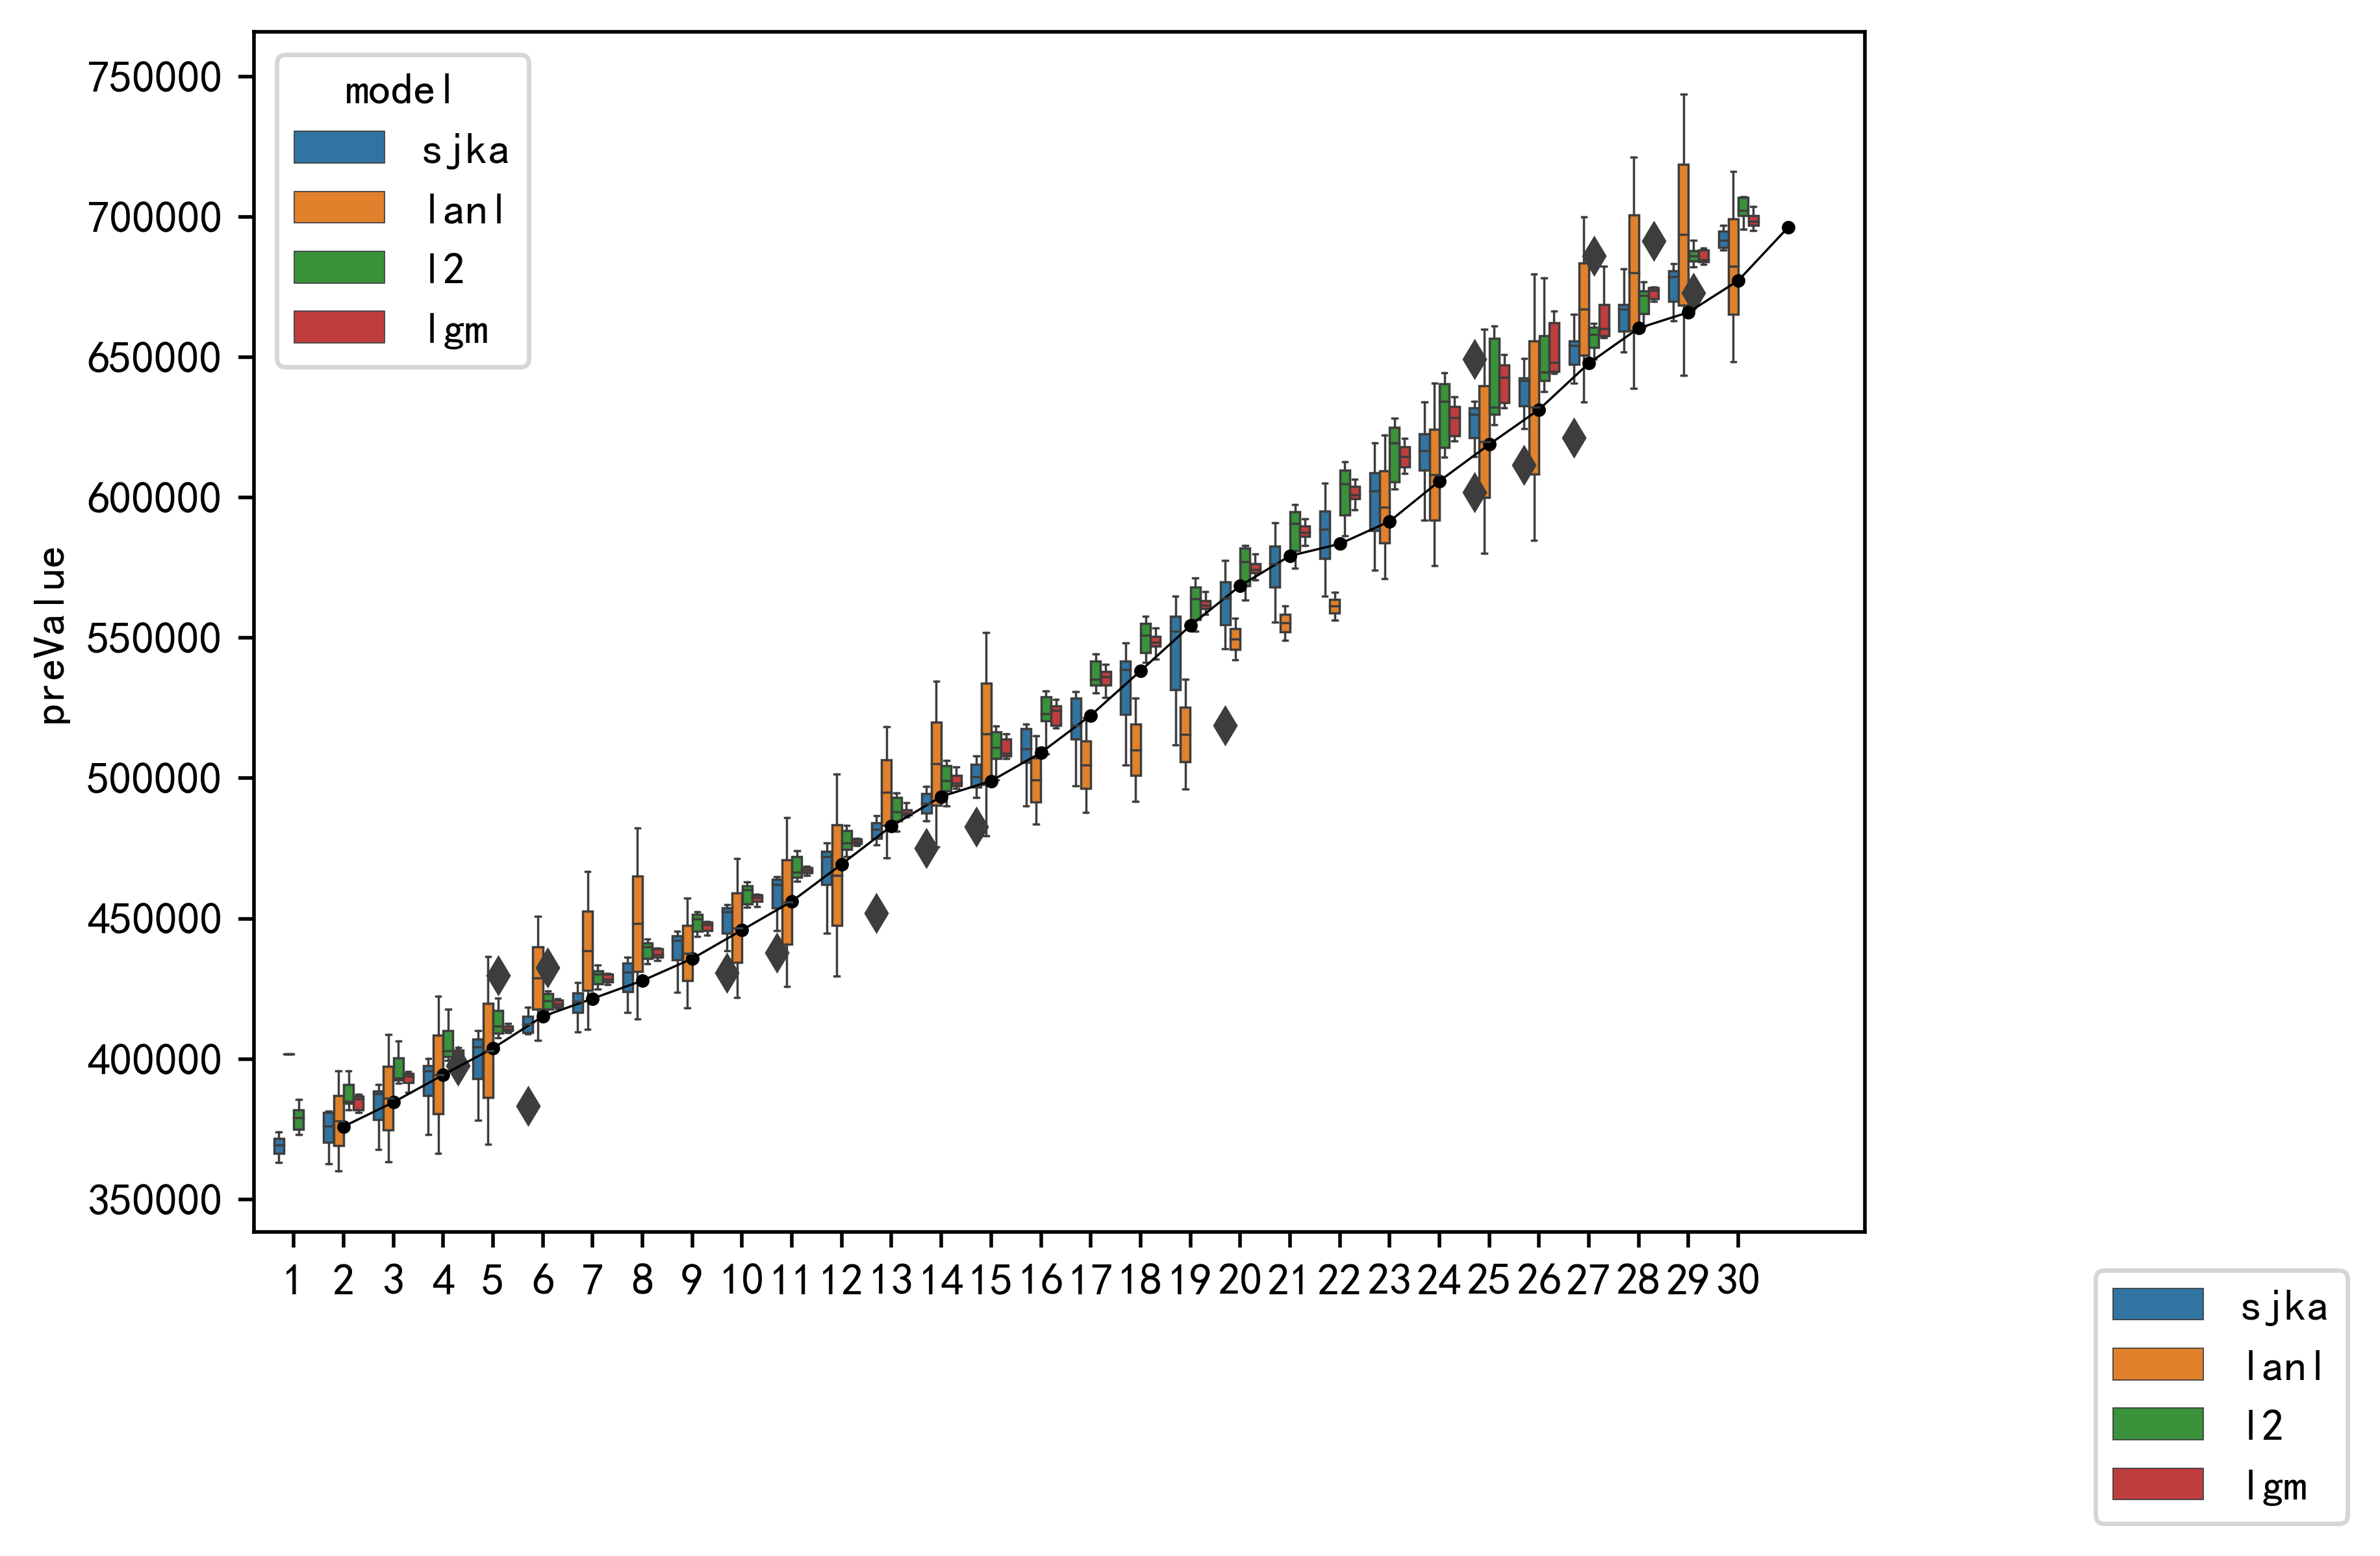 750000
700000
650000
600000
550000
500000
450000
400000
350000
preValue
model
sjka
lanl
l2
lgm
1 2 3 4 5 6 7 8 9 10 11 12 13 14 15 16 17 18 19 20 21 22 23 24 25 26 27 28 29 30
sjka
lanl
l2
lgm